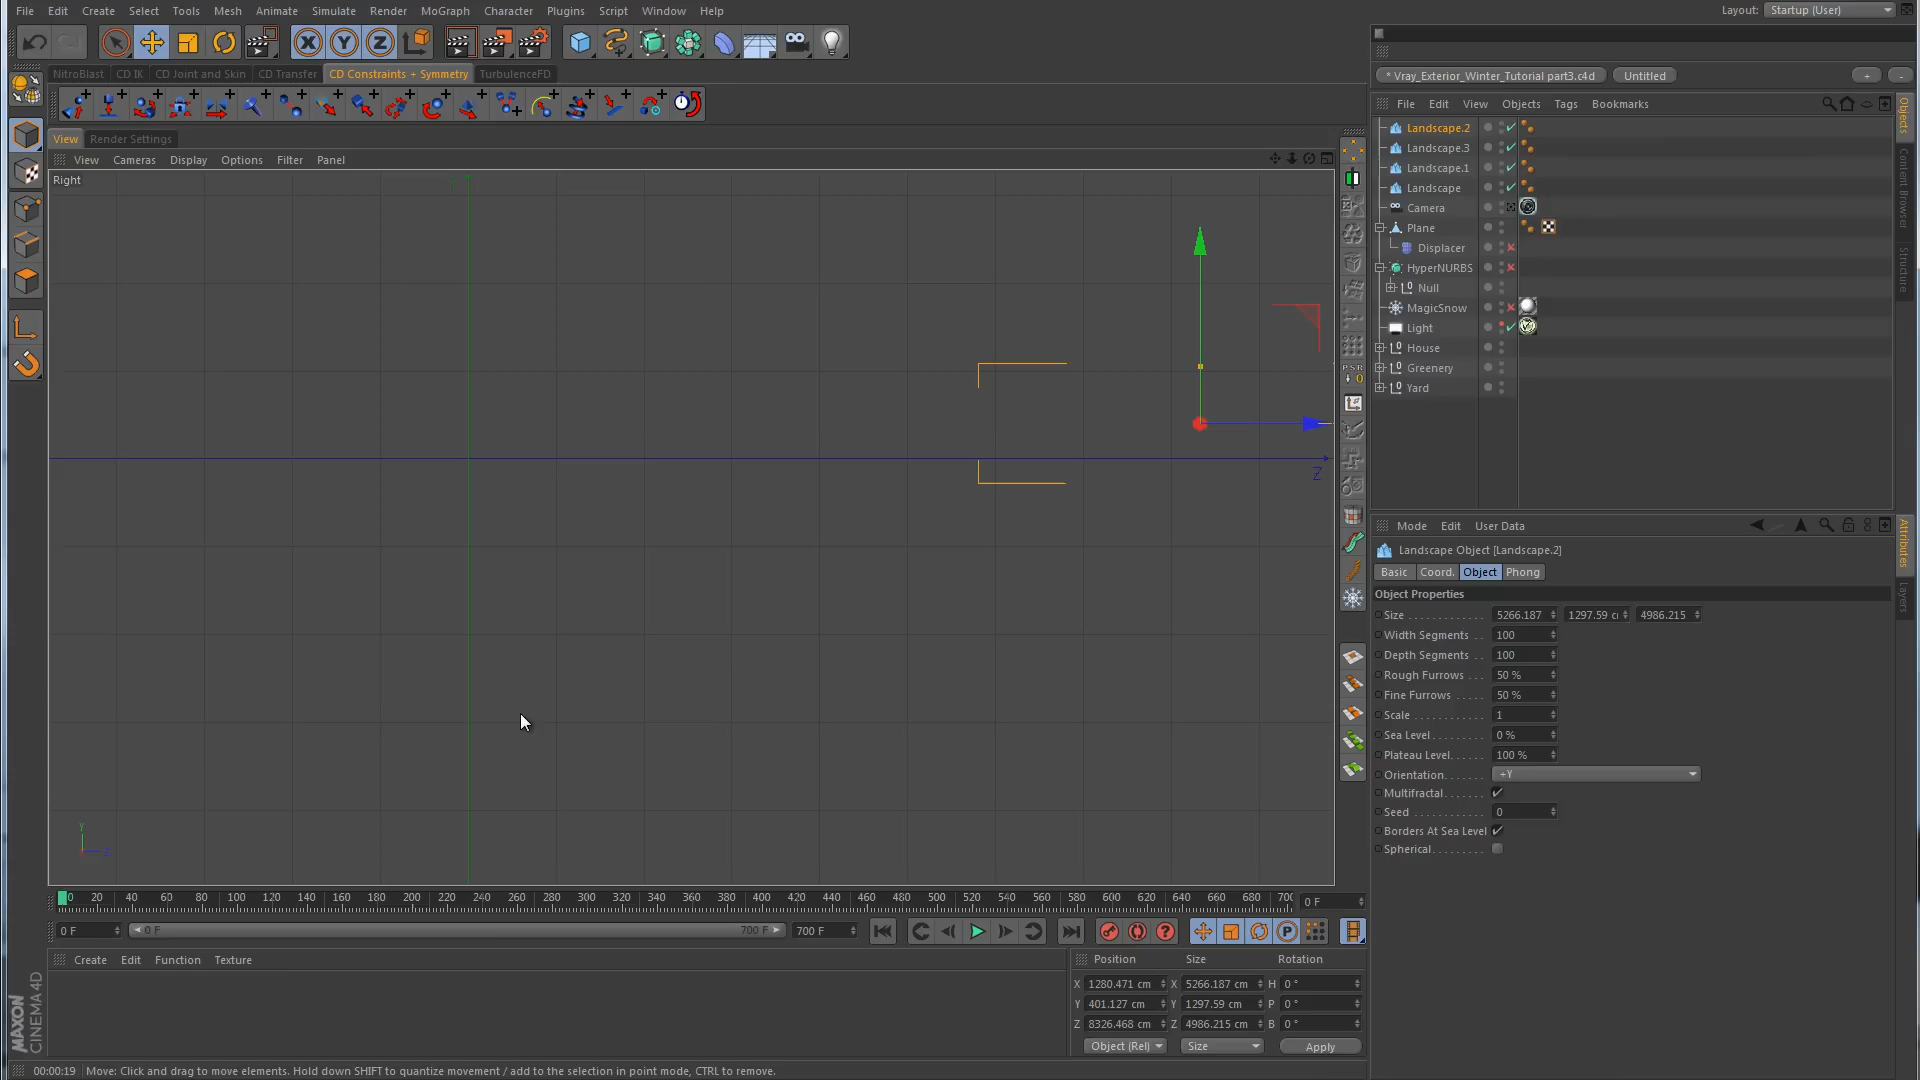 File Edit Create Select Tools Mesh Animate Simulate Render MoGraph Character Plugins Script Window Help
Layout: Startup (User)
NitroBlast CD IK CD Joint and Skin CD Transfer CD Constraints + Symmetry TurbulenceFD
* Vray_Exterior_Winter_Tutorial part3.c4d Untitled + -
View Render Settings
File Edit View Objects Tags Bookmarks
View Cameras Display Options Filter Panel
Right
Landscape.2
Landscape.3
Landscape.1
Landscape
Camera
Plane
Displacer
HyperNURBS
Null
MagicSnow
Light
House
Greenery
Yard
Objects
Content Browser
Structure
PSR
0
Z
Y
Z
Mode Edit User Data
Landscape Object [Landscape.2]
Basic Coord. Object Phong
Object Properties
Size 5266.187 1297.59 c 4986.215
Width Segments 100
Depth Segments 100
Rough Furrows 50 %
Fine Furrows 50 %
Scale 1
Sea Level 0 %
Plateau Level 100 %
Orientation +Y
Multifractal
Seed 0
Borders At Sea Level
Spherical
Attributes
Layers
0 20 40 60 80 100 120 140 160 180 200 220 240 260 280 300 320 340 360 380 400 420 440 460 480 500 520 540 560 580 600 620 640 660 680 700 0 F
0 F 0 F 700 F 700 F
Create Edit Function Texture
Position Size Rotation
X 1280.471 cm X 5266.187 cm H 0 °
Y 401.127 cm Y 1297.59 cm P 0 °
Z 8326.468 cm Z 4986.215 cm B 0 °
Object (Rel) Size Apply
MAXON
CINEMA 4D
00:00:19 Move: Click and drag to move elements. Hold down SHIFT to quantize movement / add to the selection in point mode, CTRL to remove.